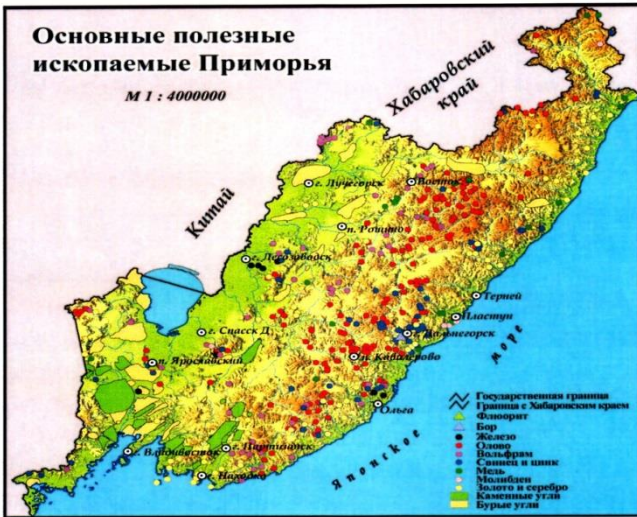 Основные полезные
ископаемые Приморья
М 1 : 4000000
Хабаровский
край
Китай
г. Лучегорск
Восток
п. Рощино
г. Лесозаводск
Терней
Пластун
г. Спасск Д.
г. Дальнегорск
п. Ярославский
п. Кавалерово
Ольга
г. Партизанск
г. Владивосток
г. Находка
Японское
море
Государственная граница
Граница с Хабаровским краем
Флюорит
Бор
Железо
Олово
Вольфрам
Свинец и цинк
Медь
Молибден
Золото и серебро
Каменные угли
Бурые угли